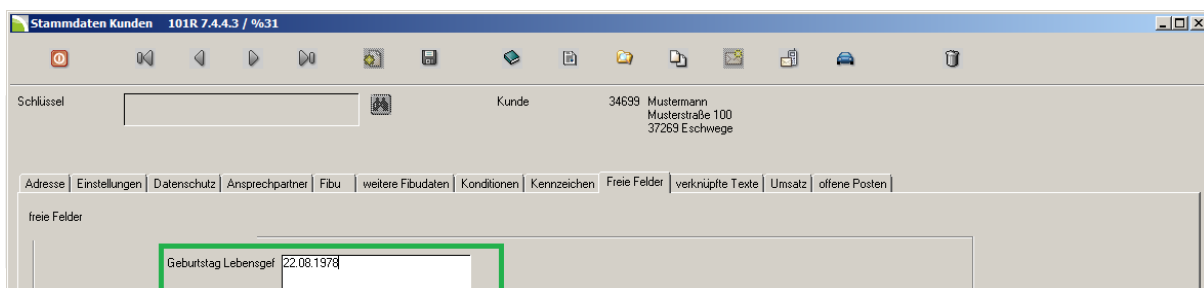 Stammdaten Kunden 101R 7.4.4.3 / %31
Schlüssel
Kunde 34699 Mustermann
Musterstraße 100
37269 Eschwege
Adresse Einstellungen Datenschutz Ansprechpartner Fibu weitere Fibudaten Konditionen Kennzeichen Freie Felder verknüpfte Texte Umsatz offene Posten
freie Felder
Geburtstag Lebensgef 22.08.1978